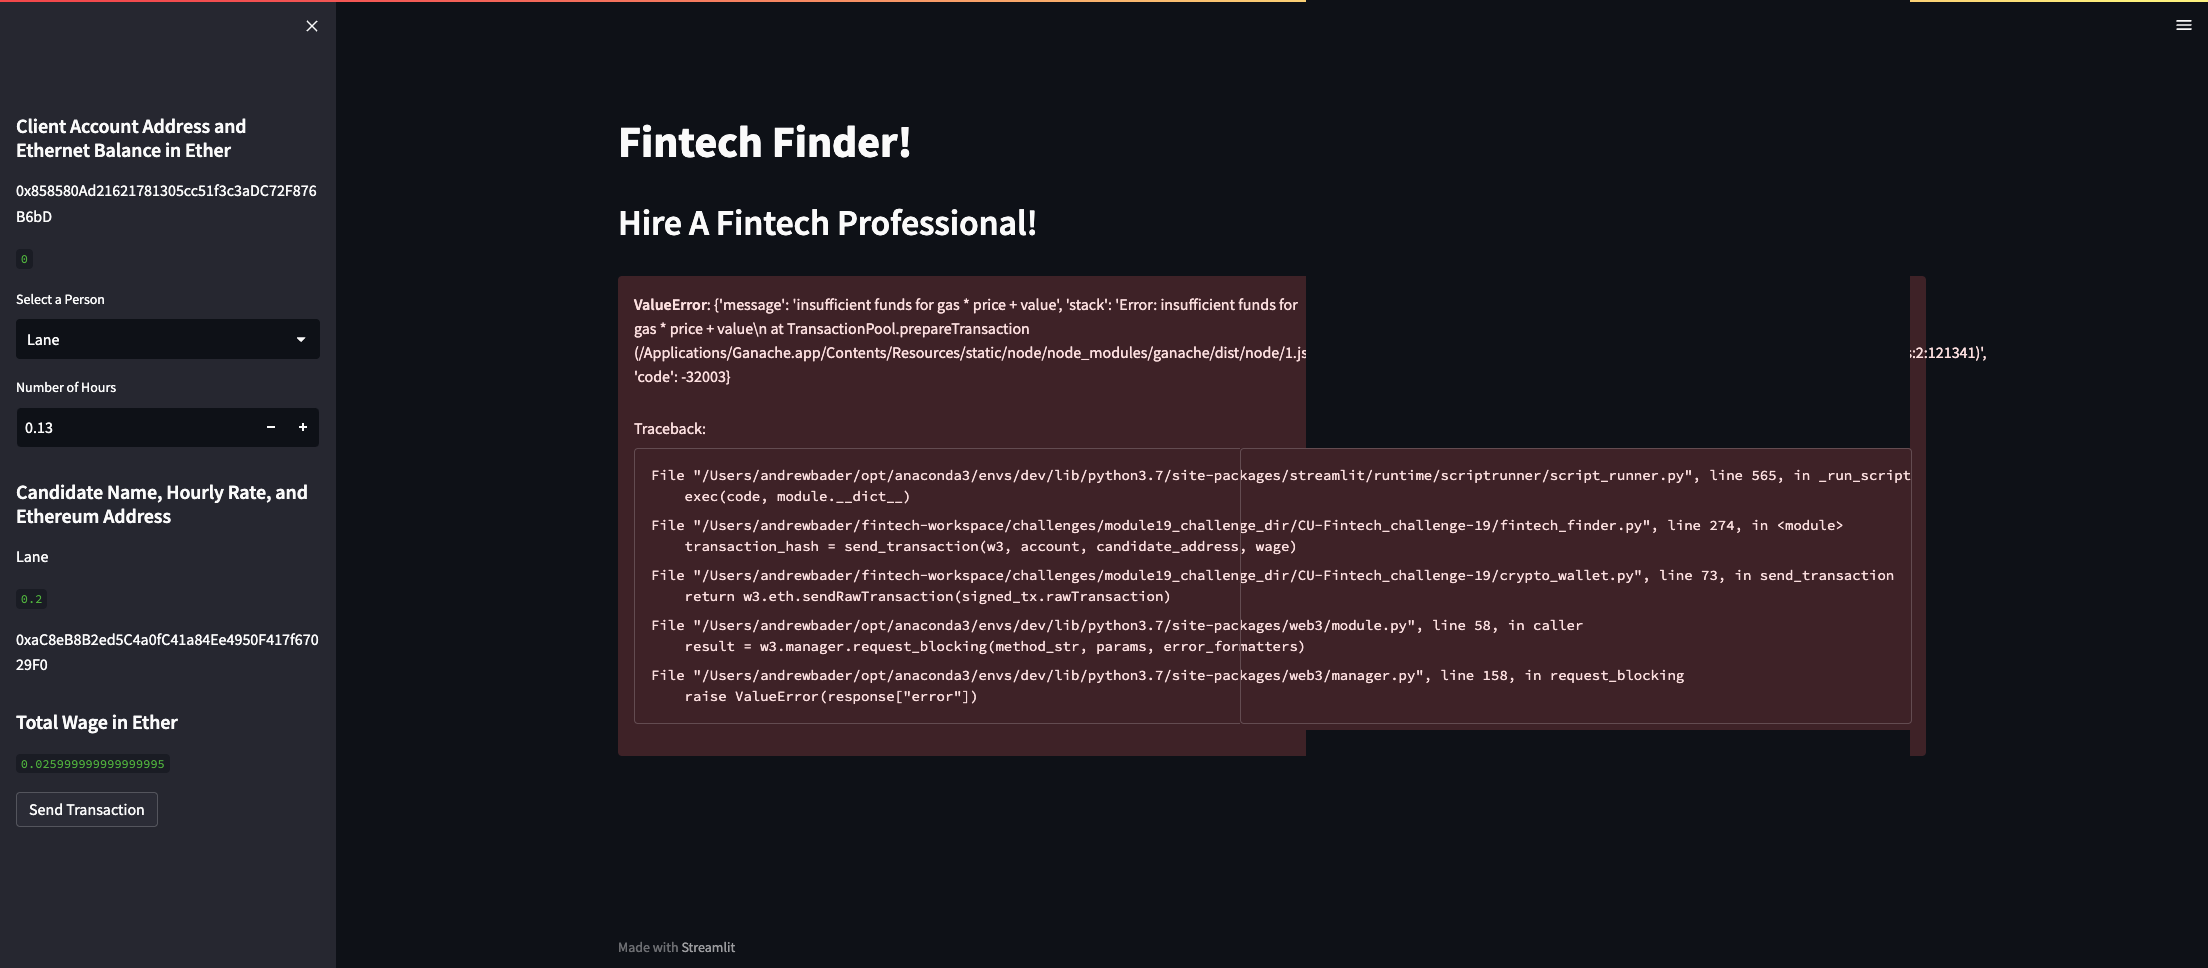 Client Account Address and
Ethernet Balance in Ether
0x858580Ad21621781305cc51f3c3aDC72F876
B6bD
0
Select a Person
Lane
Number of Hours
0.13
Candidate Name, Hourly Rate, and
Ethereum Address
Lane
0.2
0xaC8eB8B2ed5C4a0fC41a84Ee4950F417f670
29F0
Total Wage in Ether
0.025999999999999995
Send Transaction
Fintech Finder!
Hire A Fintech Professional!
ValueError: {'message': 'insufficient funds for gas * price + value', 'stack': 'Error: insufficient funds for
gas * price + value\n at TransactionPool.prepareTransaction
(/Applications/Ganache.app/Contents/Resources/static/node/node_modules/ganache/dist/node/1.js :2:121341)',
'code': -32003}
Traceback:
File "/Users/andrewbader/opt/anaconda3/envs/dev/lib/python3.7/site-packages/streamlit/runtime/scriptrunner/script_runner.py", line 565, in _run_script
exec(code, module.__dict__)
File "/Users/andrewbader/fintech-workspace/challenges/module19_challenge_dir/CU-Fintech_challenge-19/fintech_finder.py", line 274, in <module>
transaction_hash = send_transaction(w3, account, candidate_address, wage)
File "/Users/andrewbader/fintech-workspace/challenges/module19_challenge_dir/CU-Fintech_challenge-19/crypto_wallet.py", line 73, in send_transaction
return w3.eth.sendRawTransaction(signed_tx.rawTransaction)
File "/Users/andrewbader/opt/anaconda3/envs/dev/lib/python3.7/site-packages/web3/module.py", line 58, in caller
result = w3.manager.request_blocking(method_str, params, error_formatters)
File "/Users/andrewbader/opt/anaconda3/envs/dev/lib/python3.7/site-packages/web3/manager.py", line 158, in request_blocking
raise ValueError(response["error"])
Made with Streamlit